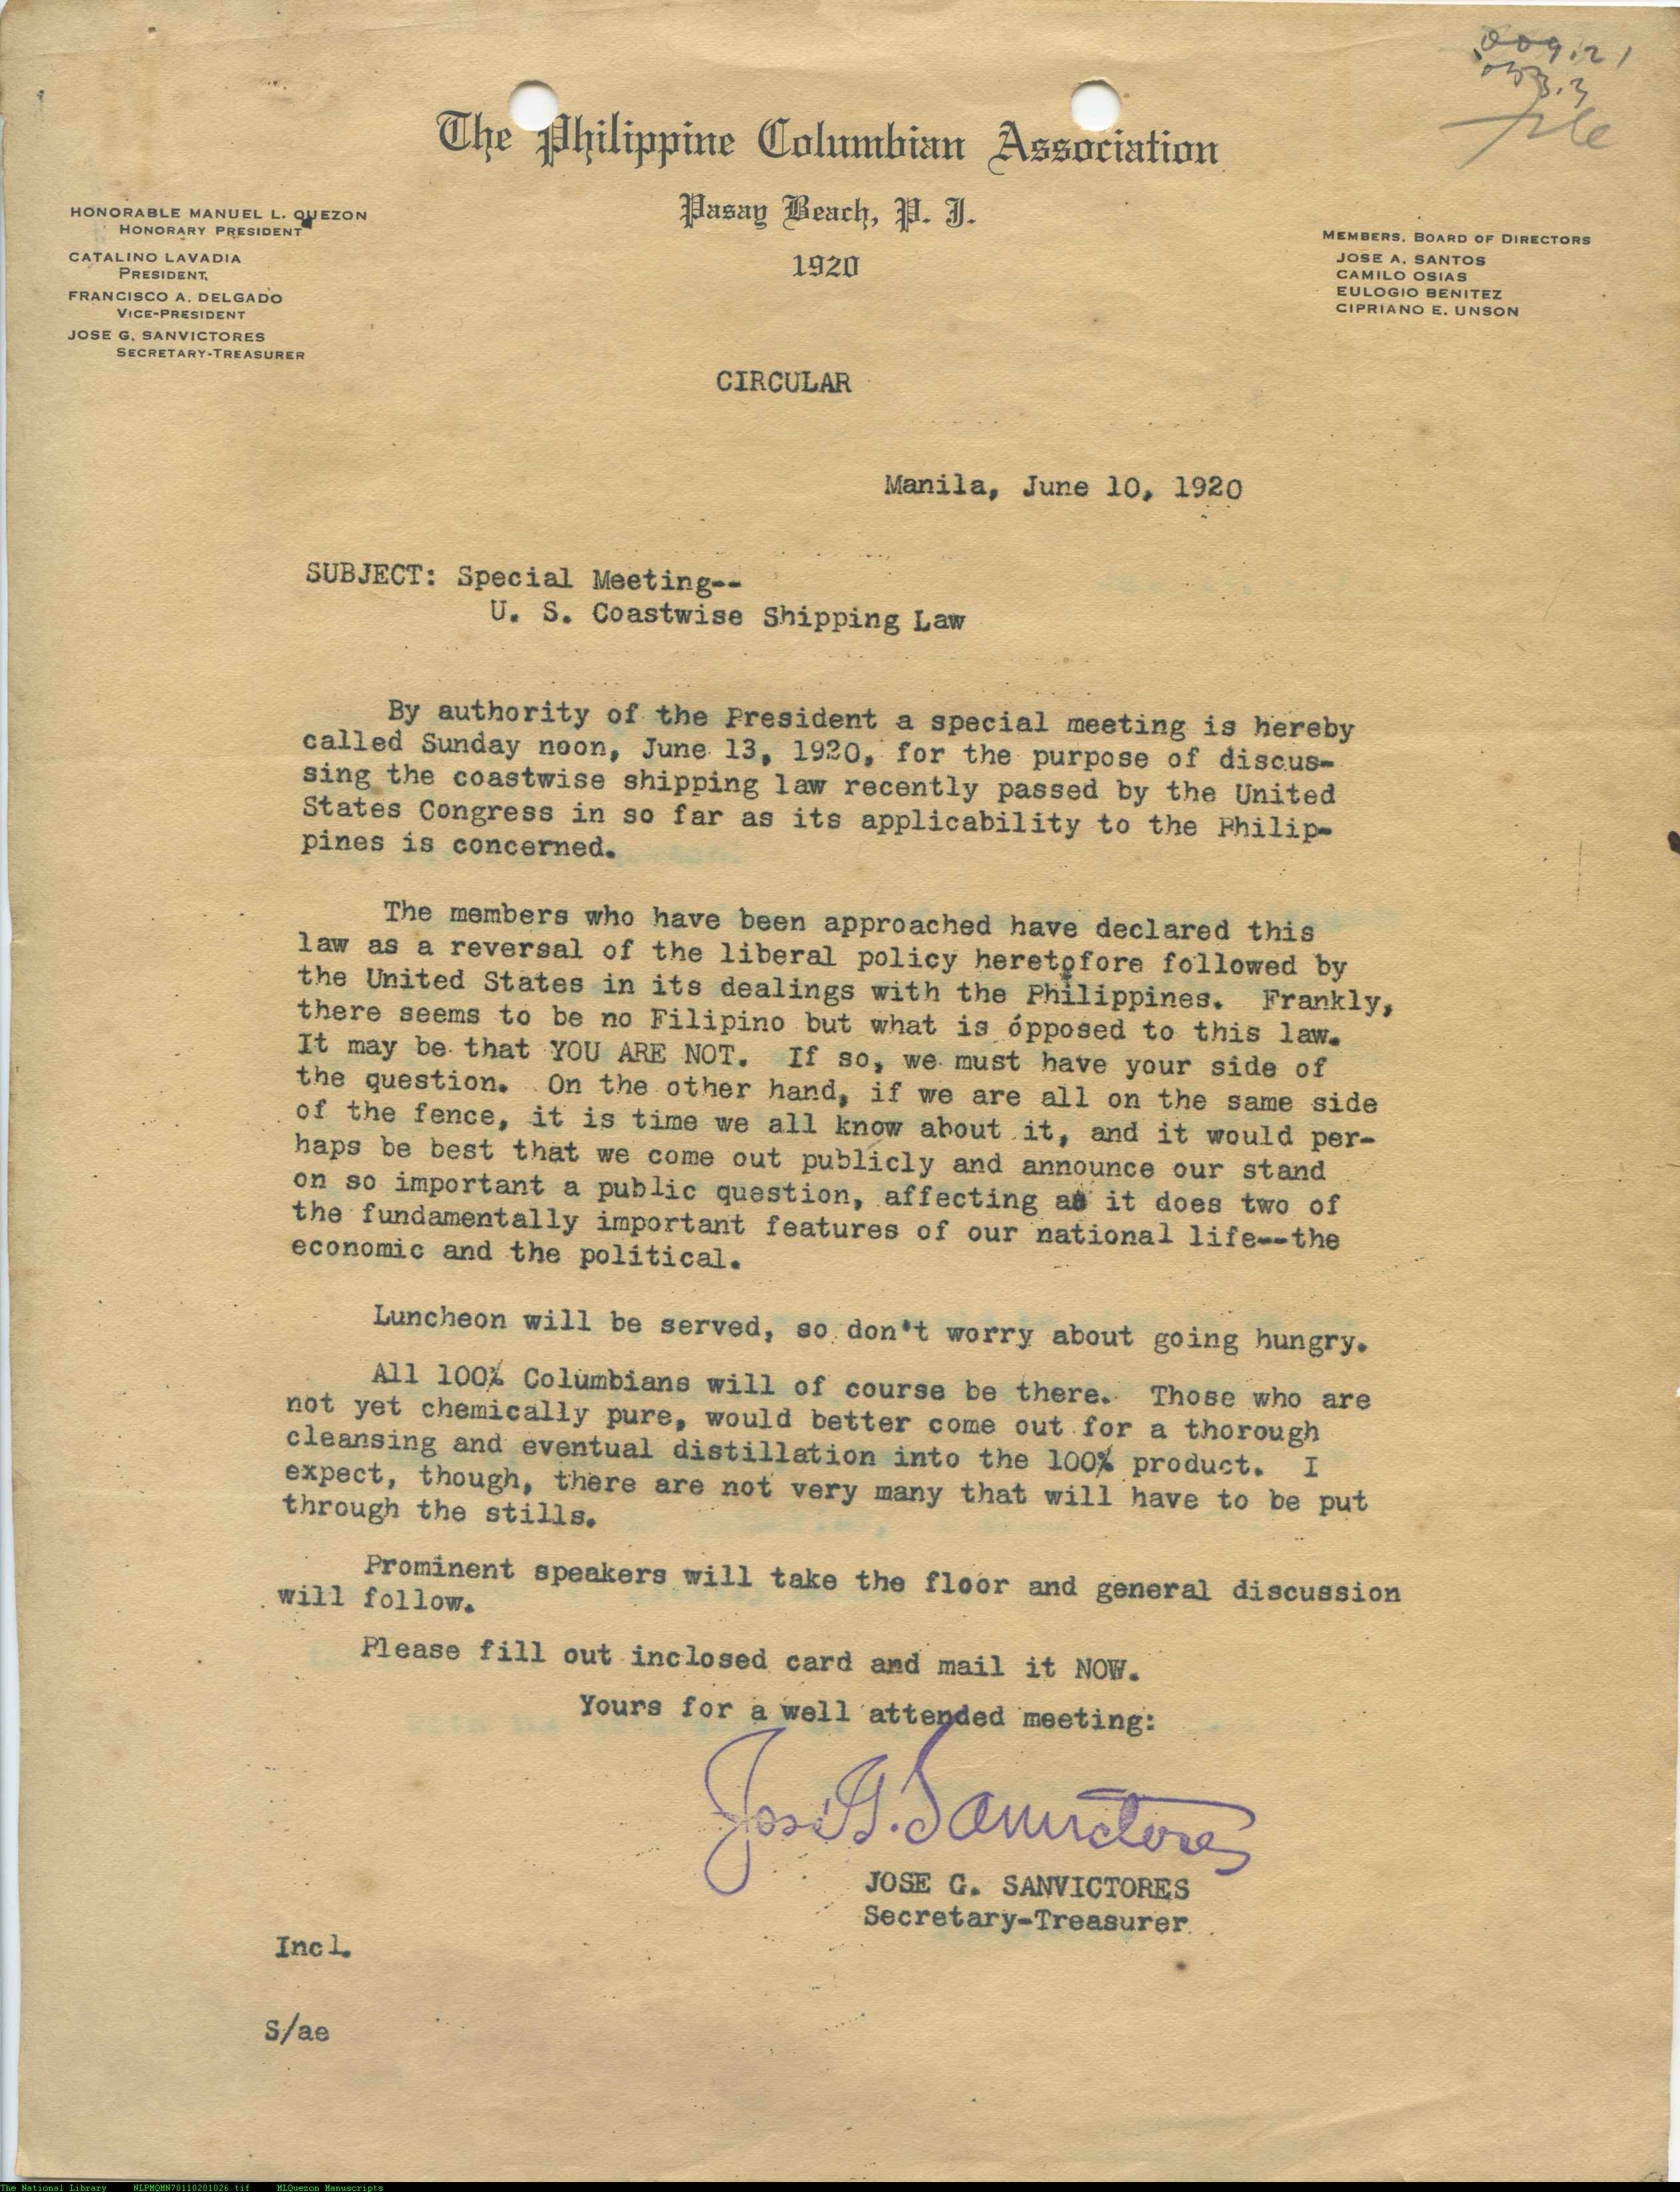 009.21
033.3
file
The Philippine Columbian Association
Pasay Beach, P. I.
1920
HONORABLE MANUEL L. QUEZON
HONORARY PRESIDENT
CATALINO LAVADIA
PRESIDENT,
FRANCISCO A. DELGADO
VICE-PRESIDENT
JOSE G. SANVICTORES
SECRETARY-TREASURER
MEMBERS, BOARD OF DIRECTORS
JOSE A. SANTOS
CAMILO OSIAS
EULOGIO BENITEZ
CIPRIANO E. UNSON
CIRCULAR
Manila, June 10, 1920
SUBJECT: Special Meeting--
U. S. Coastwise Shipping Law
By authority of the President a special meeting is hereby
called Sunday noon, June 13, 1920, for the purpose of discus-
sing the coastwise shipping law recently passed by the United
States Congress in so far as its applicability to the Philip-
pines is concerned.
The members who have been approached have declared this
law as a reversal of the liberal policy heretofore followed by
the United States in its dealings with the Philippines. Frankly,
there seems to be no Filipino but what is opposed to this law.
It may be that YOU ARE NOT. If so, we must have your side of
the question. On the other hand, if we are all on the same side
of the fence, it is time we all know about it, and it would per-
haps be best that we come out publicly and announce our stand
on so important a public question, affecting as it does two of
the fundamentally important features of our national life--the
economic and the political.
Luncheon will be served, so don't worry about going hungry.
All 100% Columbians will of course be there. Those who are
not yet chemically pure, would better come out for a thorough
cleansing and eventual distillation into the 100% product. I
expect, though, there are not very many that will have to be put
through the stills.
Prominent speakers will take the floor and general discussion
will follow.
Please fill out inclosed card and mail it NOW.
Yours for a well attended meeting:
Jose G. Sanvictores
JOSE G. SANVICTORES
Secretary-Treasurer
Incl.
S/ae
The National Library NLPMQMN70110201026 tif MLQuezon Manuscripts